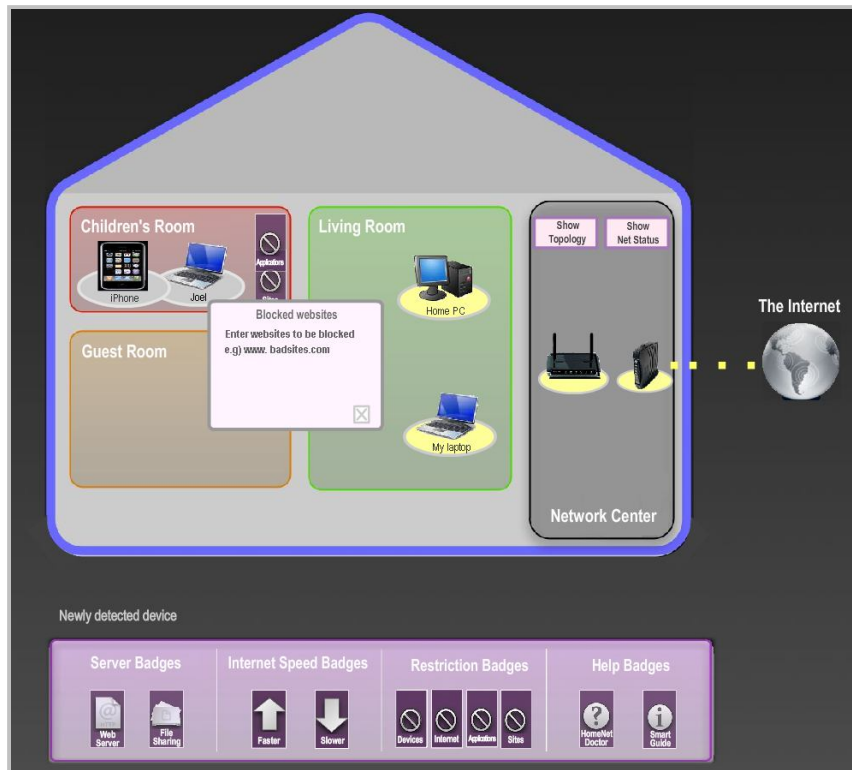 Children's Room
iPhone
Joel
Applications
Sites
Living Room
Home PC
My laptop
Guest Room
Blocked websites
Enter websites to be blocked
e.g) www. badsites.com
Show
Topology
Show
Net Status
Network Center
The Internet
Newly detected device
Server Badges
Web
Server
File
Sharing
Internet Speed Badges
Faster
Slower
Restriction Badges
Devices
Internet
Applications
Sites
Help Badges
HomeNet
Doctor
Smart
Guide